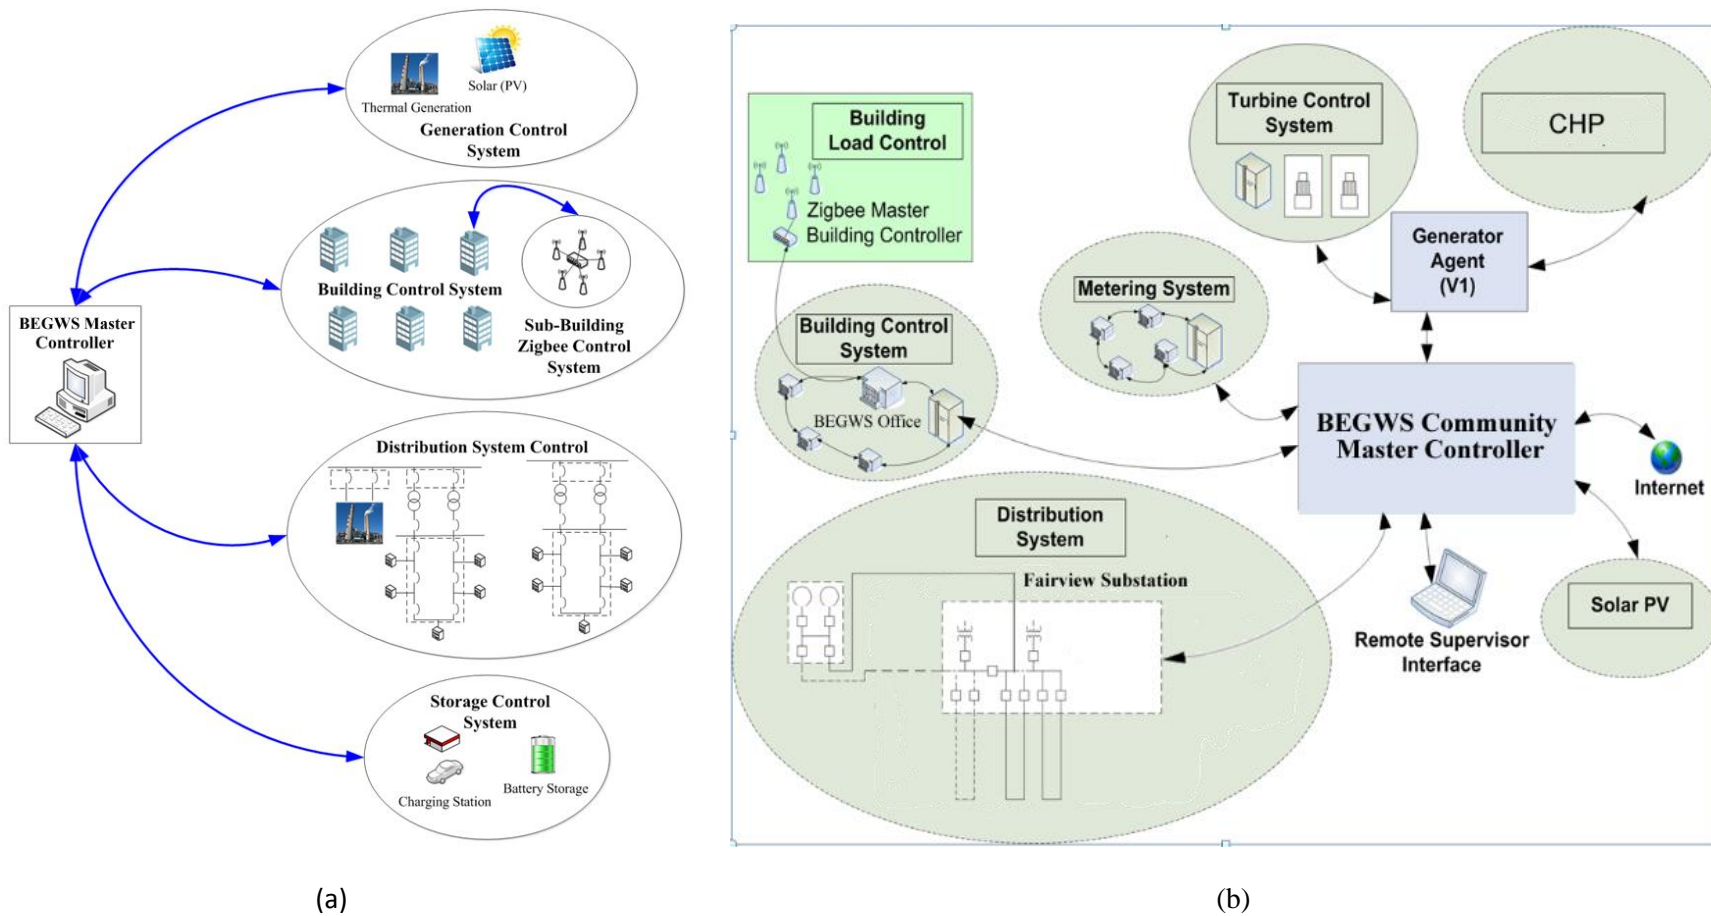 Solar (PV)
Thermal Generation
Generation Control
System
Building Control System
Sub-Building
Zigbee Control
System
BEGWS Master
Controller
Distribution System Control
Storage Control
System
Charging Station
Battery Storage
(a)
Building
Load Control
Zigbee Master
Building Controller
Turbine Control
System
CHP
Generator
Agent
(V1)
Metering System
Building Control
System
BEGWS Office
BEGWS Community
Master Controller
Internet
Distribution
System
Fairview Substation
Remote Supervisor
Interface
Solar PV
(b)